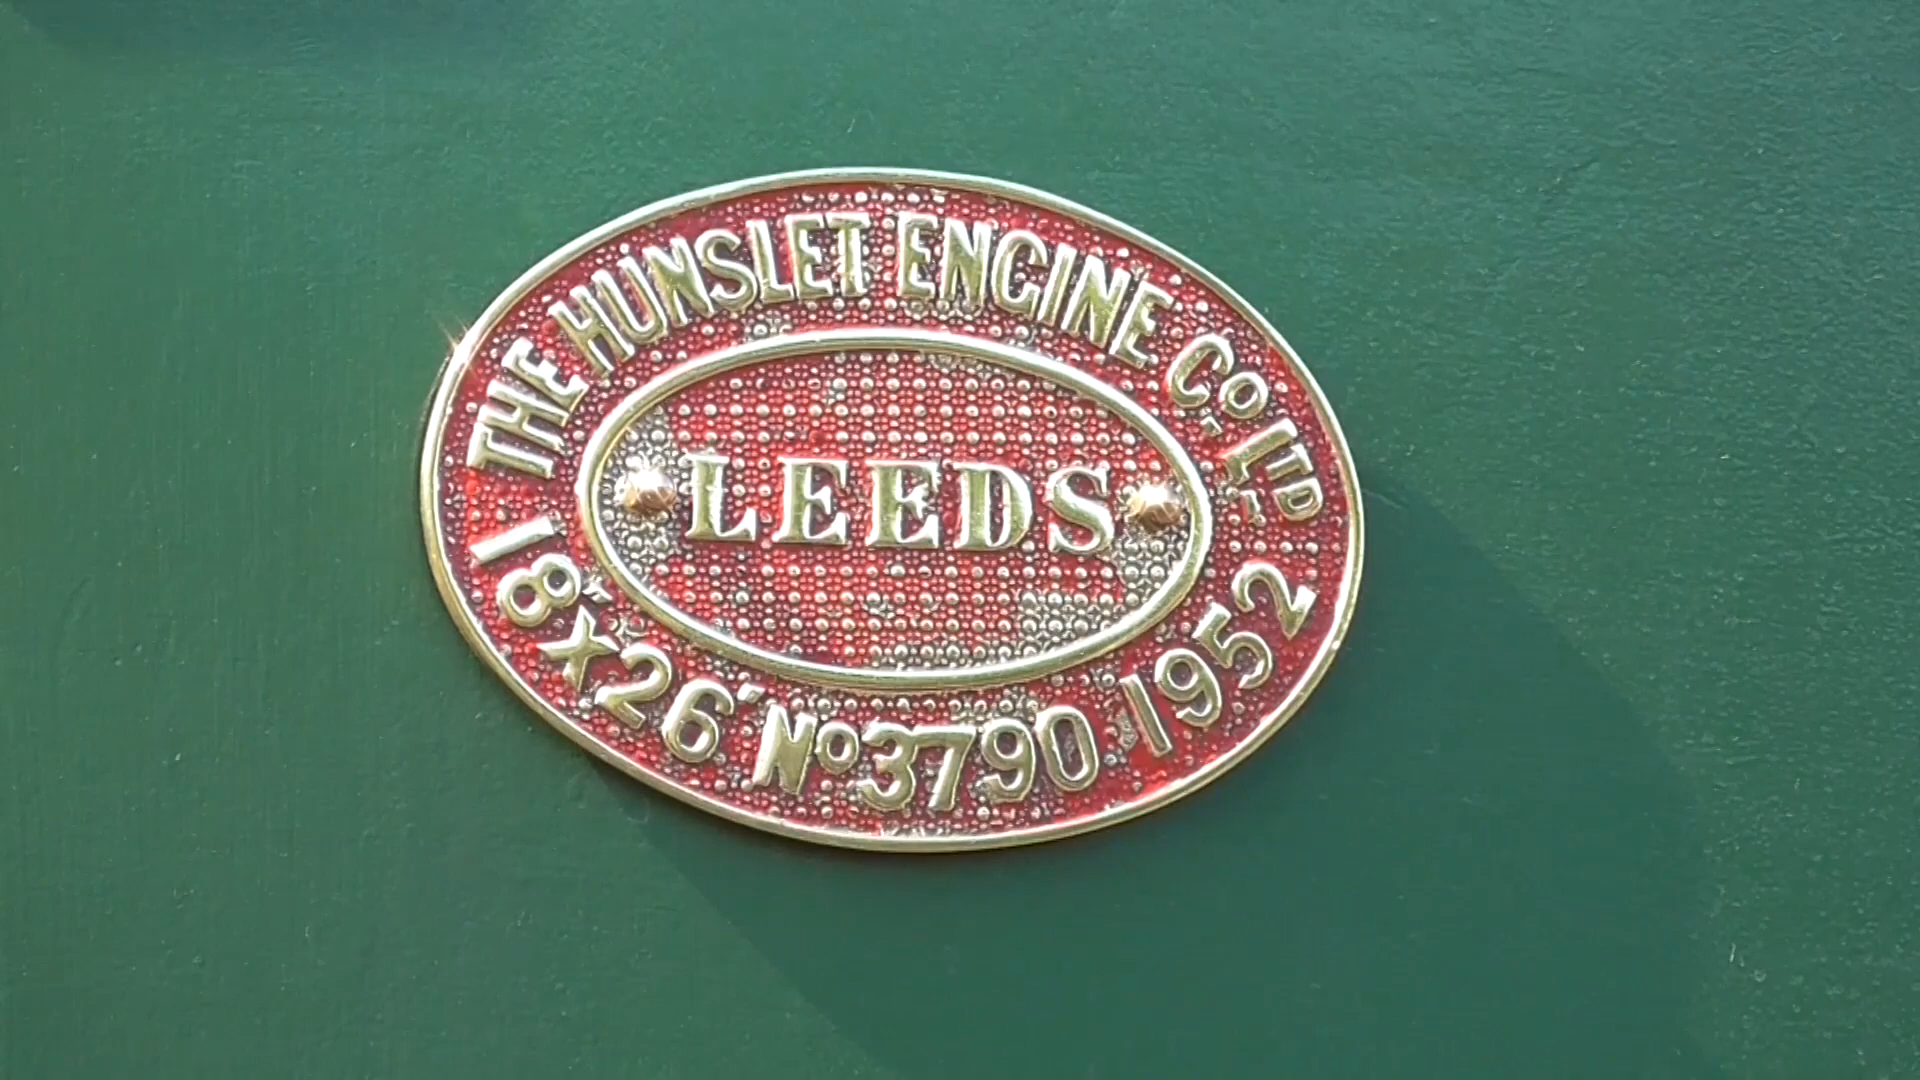 THE HUNSLET ENGINE Co. LTD
LEEDS
18"x26" No 3790 1952